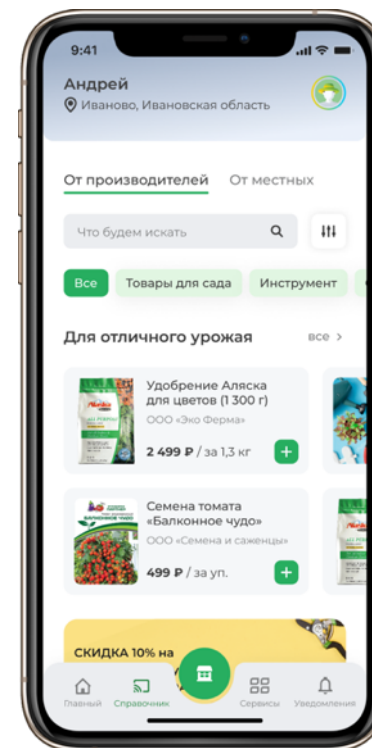 9:41
Андрей
Иваново, Ивановская область
От производителей От местных
Что будем искать
Все Товары для сада Инструмент
Для отличного урожая все >
Удобрение Аляска
для цветов (1 300 г)
ООО «Эко Ферма»
2 499 ₽ / за 1,3 кг
Семена томата
«Балконное чудо»
ООО «Семена и саженцы»
499 ₽ / за уп.
БАЛКОННОЕ ЧУДО
СКИДКА 10% на
Главный Справочник Сервисы Уведомления